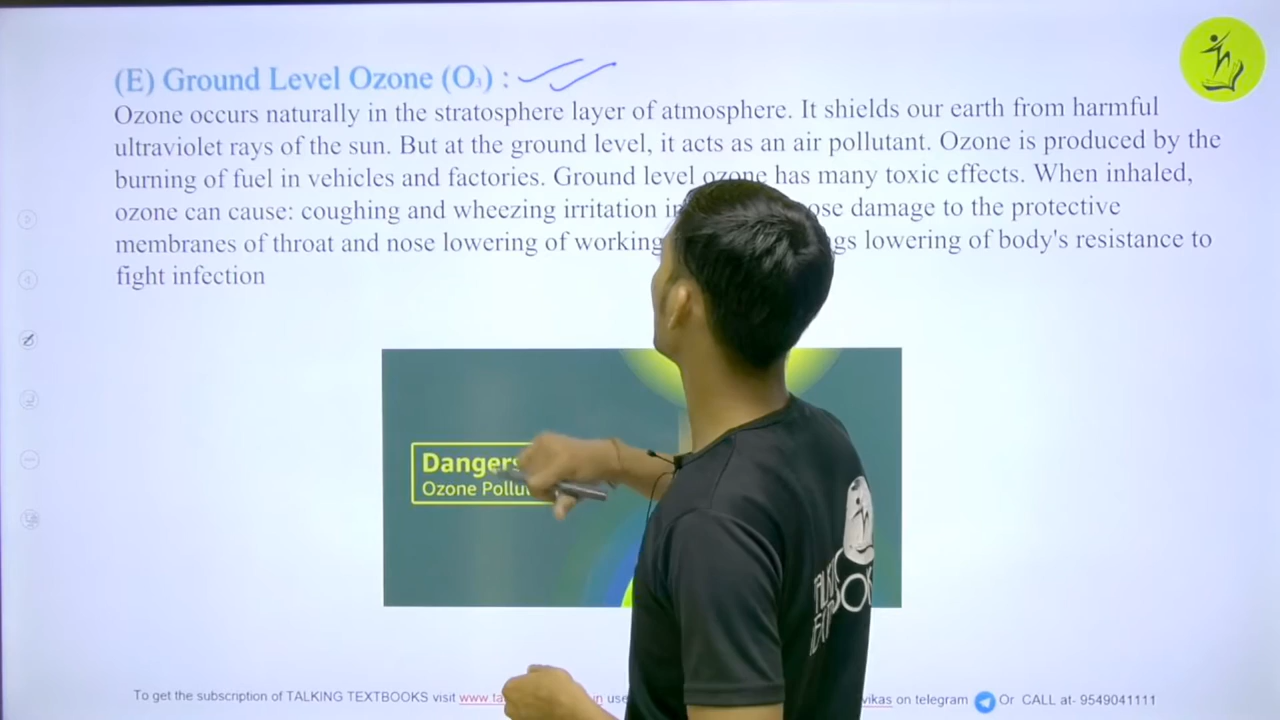 (E) Ground Level Ozone (O₃) :
Ozone occurs naturally in the stratosphere layer of atmosphere. It shields our earth from harmful
ultraviolet rays of the sun. But at the ground level, it acts as an air pollutant. Ozone is produced by the
burning of fuel in vehicles and factories. Ground level ozone has many toxic effects. When inhaled,
ozone can cause: coughing and wheezing irritation damage to the protective
membranes of throat and nose lowering of working lowering of body's resistance to
fight infection
Dangers
Ozone
To get the subscription of TALKING TEXTBOOKS visit on telegram Or CALL at- 9549041111